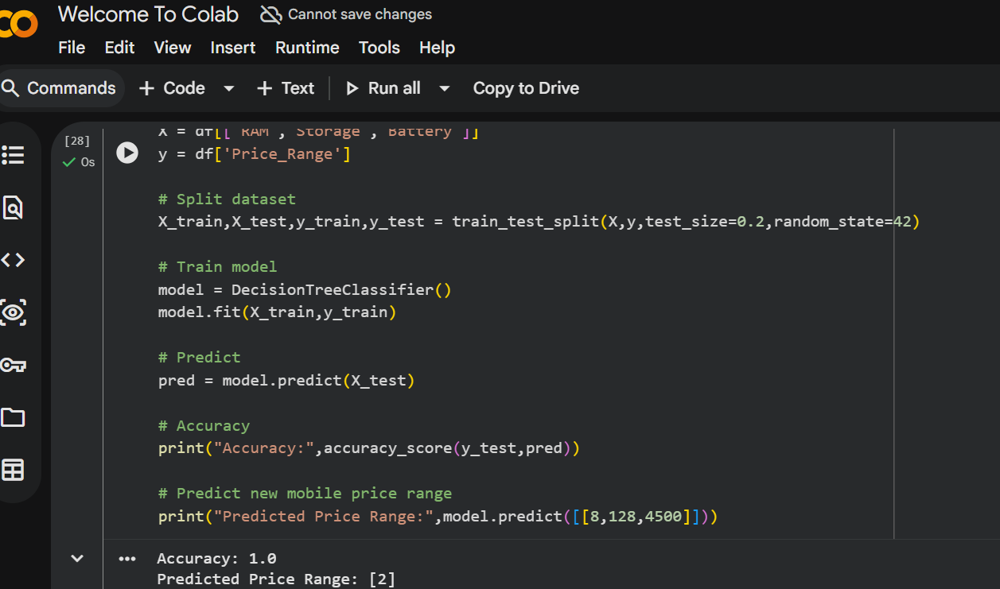 Welcome To Colab Cannot save changes
File Edit View Insert Runtime Tools Help
Commands + Code + Text Run all Copy to Drive
[28]
0s
X = df[[ RAM , Storage , Battery ]]
y = df['Price_Range']
# Split dataset
X_train,X_test,y_train,y_test = train_test_split(X,y,test_size=0.2,random_state=42)
# Train model
model = DecisionTreeClassifier()
model.fit(X_train,y_train)
# Predict
pred = model.predict(X_test)
# Accuracy
print("Accuracy:",accuracy_score(y_test,pred))
# Predict new mobile price range
print("Predicted Price Range:",model.predict([[8,128,4500]]))
Accuracy: 1.0
Predicted Price Range: [2]